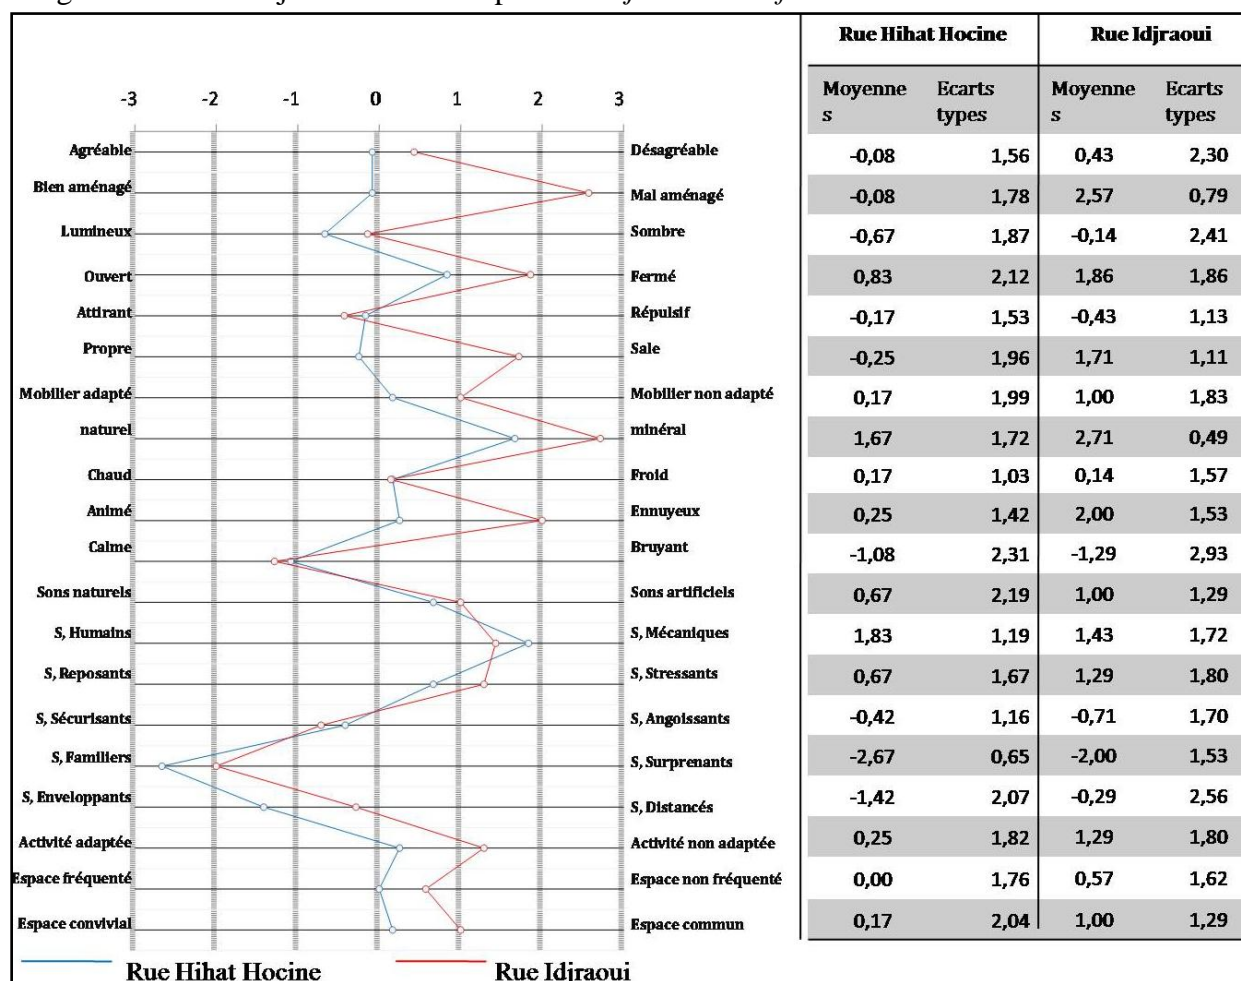 Rue Hihat Hocine Rue Idjraoui
-3 -2 -1 0 1 2 3 Moyenne Ecarts Moyenne Ecarts
s types s types
Agréable Désagréable -0,08 1,56 0,43 2,30
Bien aménagé Mal aménagé -0,08 1,78 2,57 0,79
Lumineux Sombre -0,67 1,87 -0,14 2,41
Ouvert Fermé 0,83 2,12 1,86 1,86
Attirant Répulsif -0,17 1,53 -0,43 1,13
Propre Sale -0,25 1,96 1,71 1,11
Mobilier adapté Mobilier non adapté 0,17 1,99 1,00 1,83
naturel minéral 1,67 1,72 2,71 0,49
Chaud Froid 0,17 1,03 0,14 1,57
Animé Ennuyeux 0,25 1,42 2,00 1,53
Calme Bruyant -1,08 2,31 -1,29 2,93
Sons naturels Sons artificiels 0,67 2,19 1,00 1,29
S, Humains S, Mécaniques 1,83 1,19 1,43 1,72
S, Reposants S, Stressants 0,67 1,67 1,29 1,80
S, Sécurisants S, Angoissants -0,42 1,16 -0,71 1,70
S, Familiers S, Surprenants -2,67 0,65 -2,00 1,53
S, Enveloppants S, Distancés -1,42 2,07 -0,29 2,56
Activité adaptée Activité non adaptée 0,25 1,82 1,29 1,80
Espace fréquenté Espace non fréquenté 0,00 1,76 0,57 1,62
Espace convivial Espace commun 0,17 2,04 1,00 1,29
Rue Hihat Hocine Rue Idjraoui